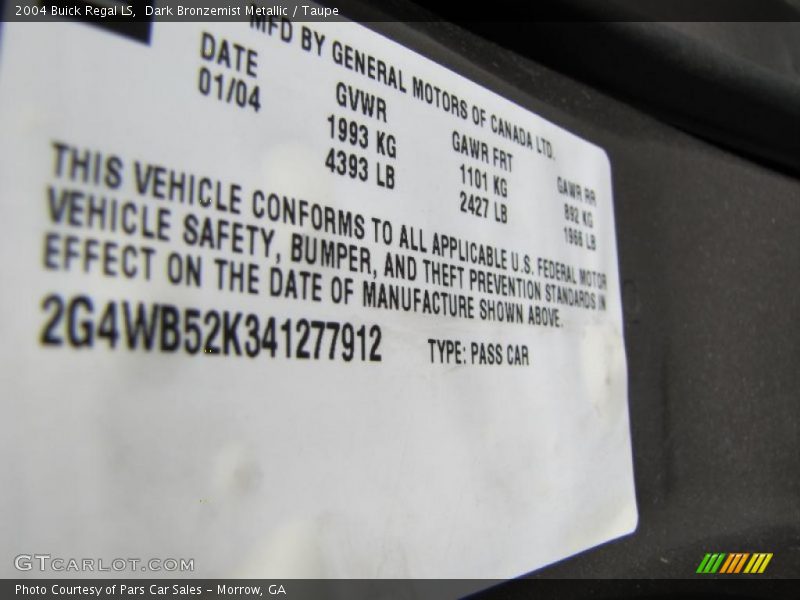 2004 Buick Regal LS, Dark Bronzemist Metallic / Taupe
MFD BY GENERAL MOTORS OF CANADA LTD.
DATE GVWR GAWR FRT GAWR RR
01/04 1993 KG 1101 KG 892 KG
4393 LB 2427 LB 1966 LB
THIS VEHICLE CONFORMS TO ALL APPLICABLE U.S. FEDERAL MOTOR
VEHICLE SAFETY, BUMPER, AND THEFT PREVENTION STANDARDS IN
EFFECT ON THE DATE OF MANUFACTURE SHOWN ABOVE.
2G4WB52K341277912 TYPE: PASS CAR
GTCARLOT.COM
Photo Courtesy of Pars Car Sales - Morrow, GA